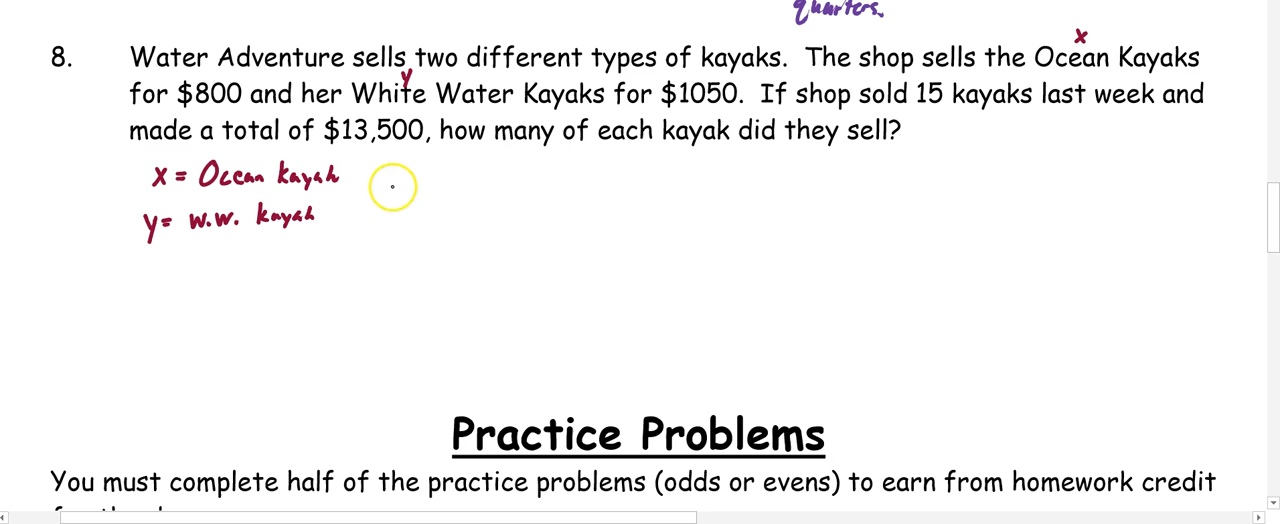 quarters.
x
8. Water Adventure sells two different types of kayaks. The shop sells the Ocean Kayaks
y
for $800 and her White Water Kayaks for $1050. If shop sold 15 kayaks last week and
made a total of $13,500, how many of each kayak did they sell?
x = Ocean kayak
y = w.w. kayak
Practice Problems
You must complete half of the practice problems (odds or evens) to earn from homework credit